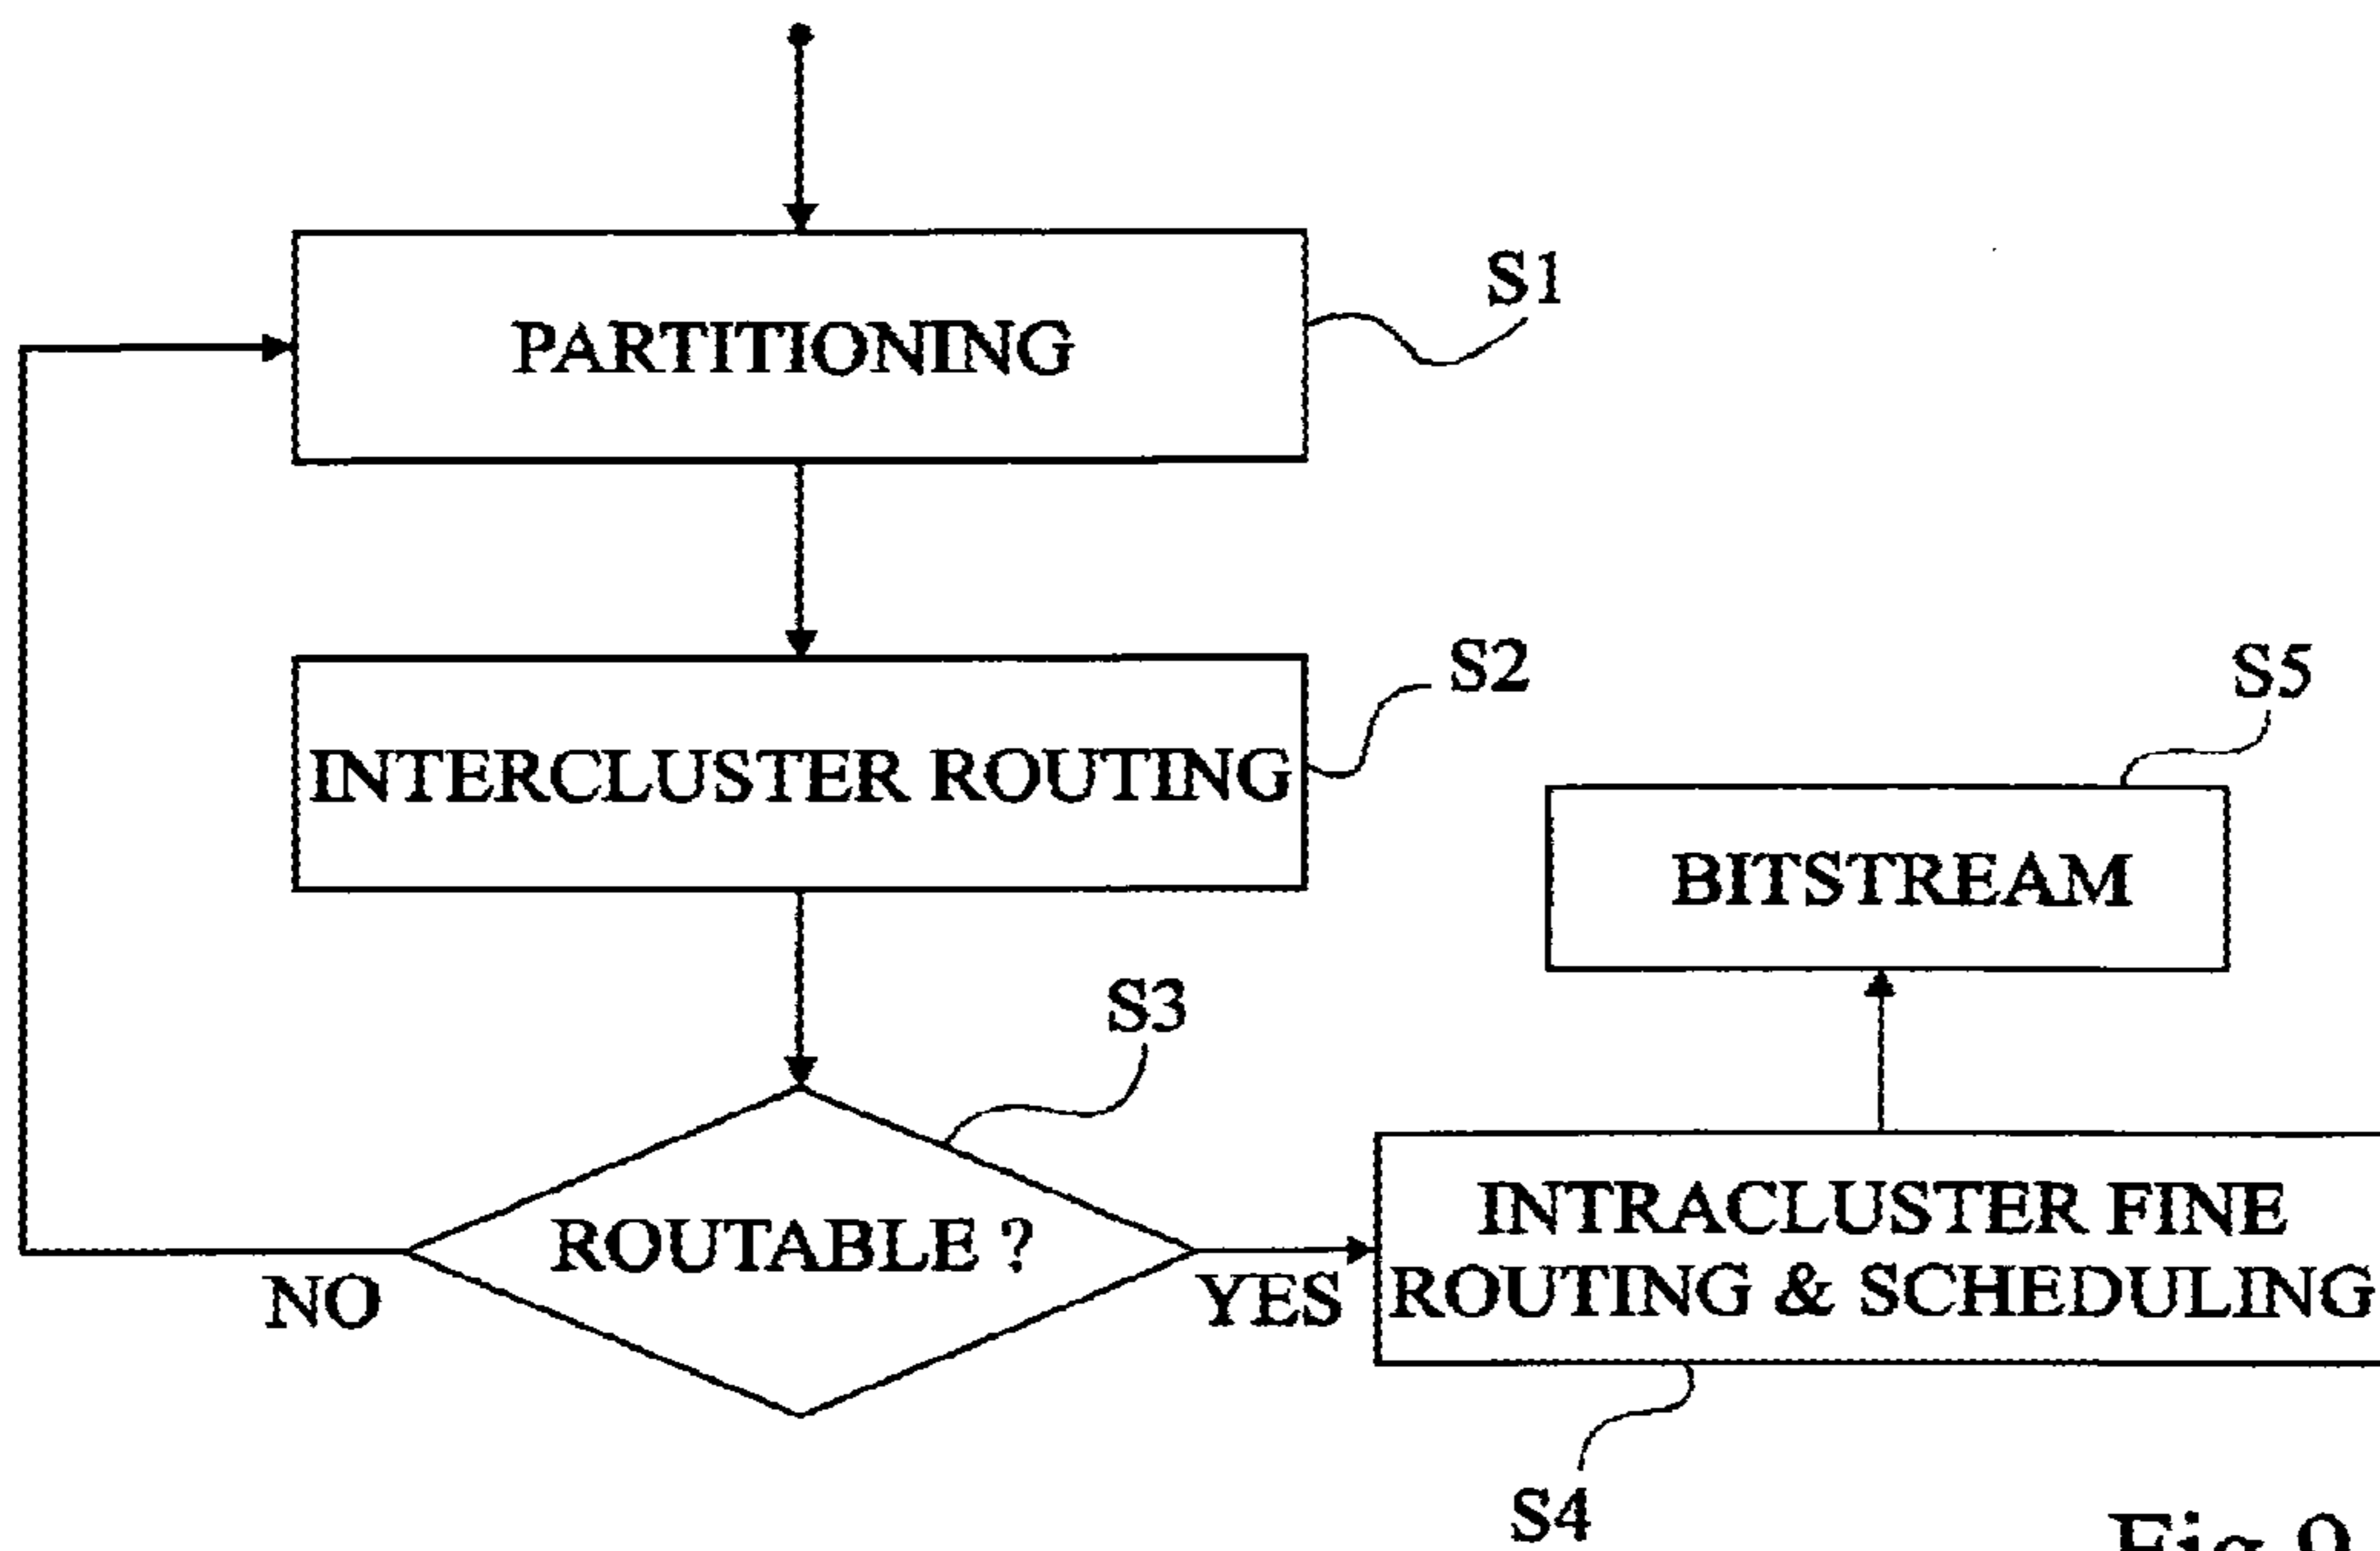 S1
PARTITIONING
S2
INTERCLUSTER ROUTING
S5
BITSTREAM
S3
ROUTABLE ?
NO
YES
INTRACLUSTER FINE
ROUTING & SCHEDULING
S4